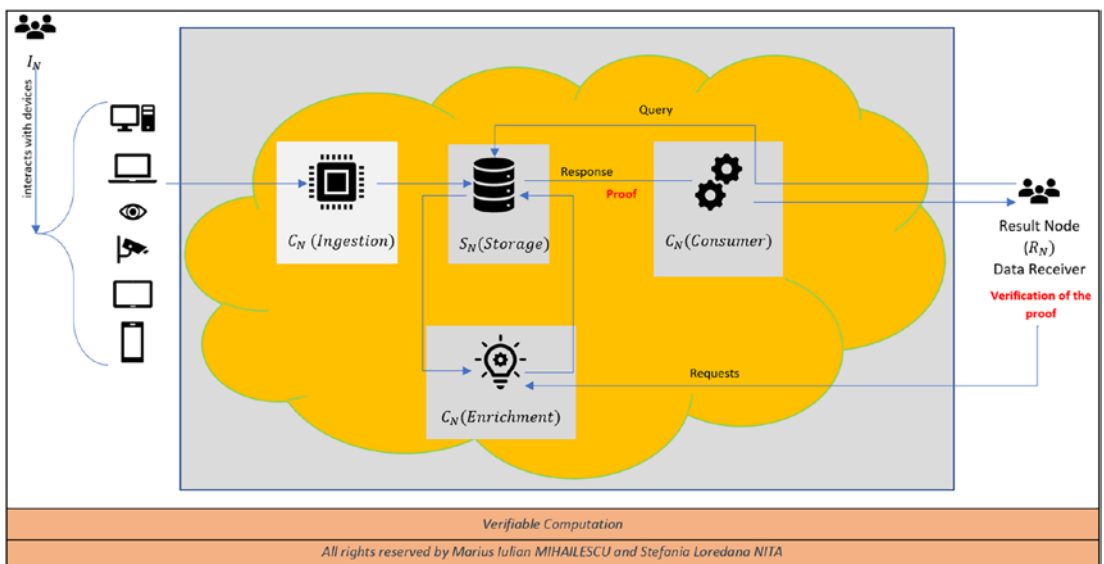 I_N
interacts with devices
Query
Response
Proof
C_N (Ingestion)
S_N(Storage)
C_N(Consumer)
Result Node
(R_N)
Data Receiver
Verification of the
proof
Requests
C_N(Enrichment)
Verifiable Computation
All rights reserved by Marius Iulian MIHAILESCU and Stefania Loredana NITA